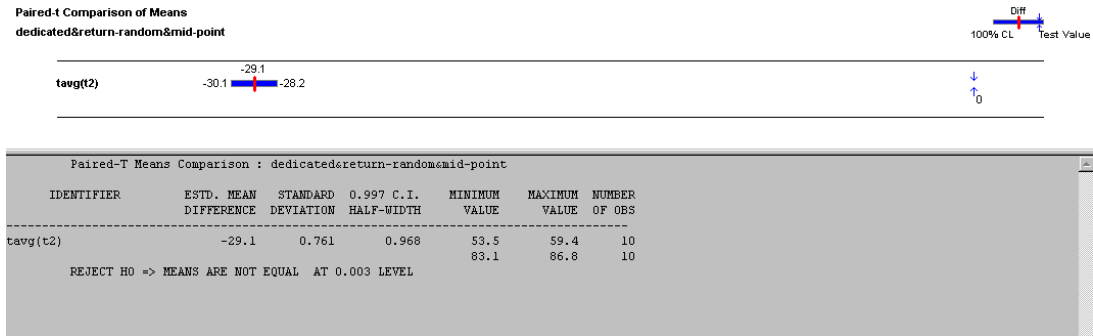 Paired-t Comparison of Means
dedicated&return-random&mid-point
Diff
100% CL Test Value
-29.1
tavg(t2) -30.1 -28.2
0
Paired-T Means Comparison : dedicated&return-random&mid-point
IDENTIFIER ESTD. MEAN STANDARD 0.997 C.I. MINIMUM MAXIMUM NUMBER
DIFFERENCE DEVIATION HALF-WIDTH VALUE VALUE OF OBS
tavg(t2) -29.1 0.761 0.968 53.5 59.4 10
83.1 86.8 10
REJECT H0 => MEANS ARE NOT EQUAL AT 0.003 LEVEL